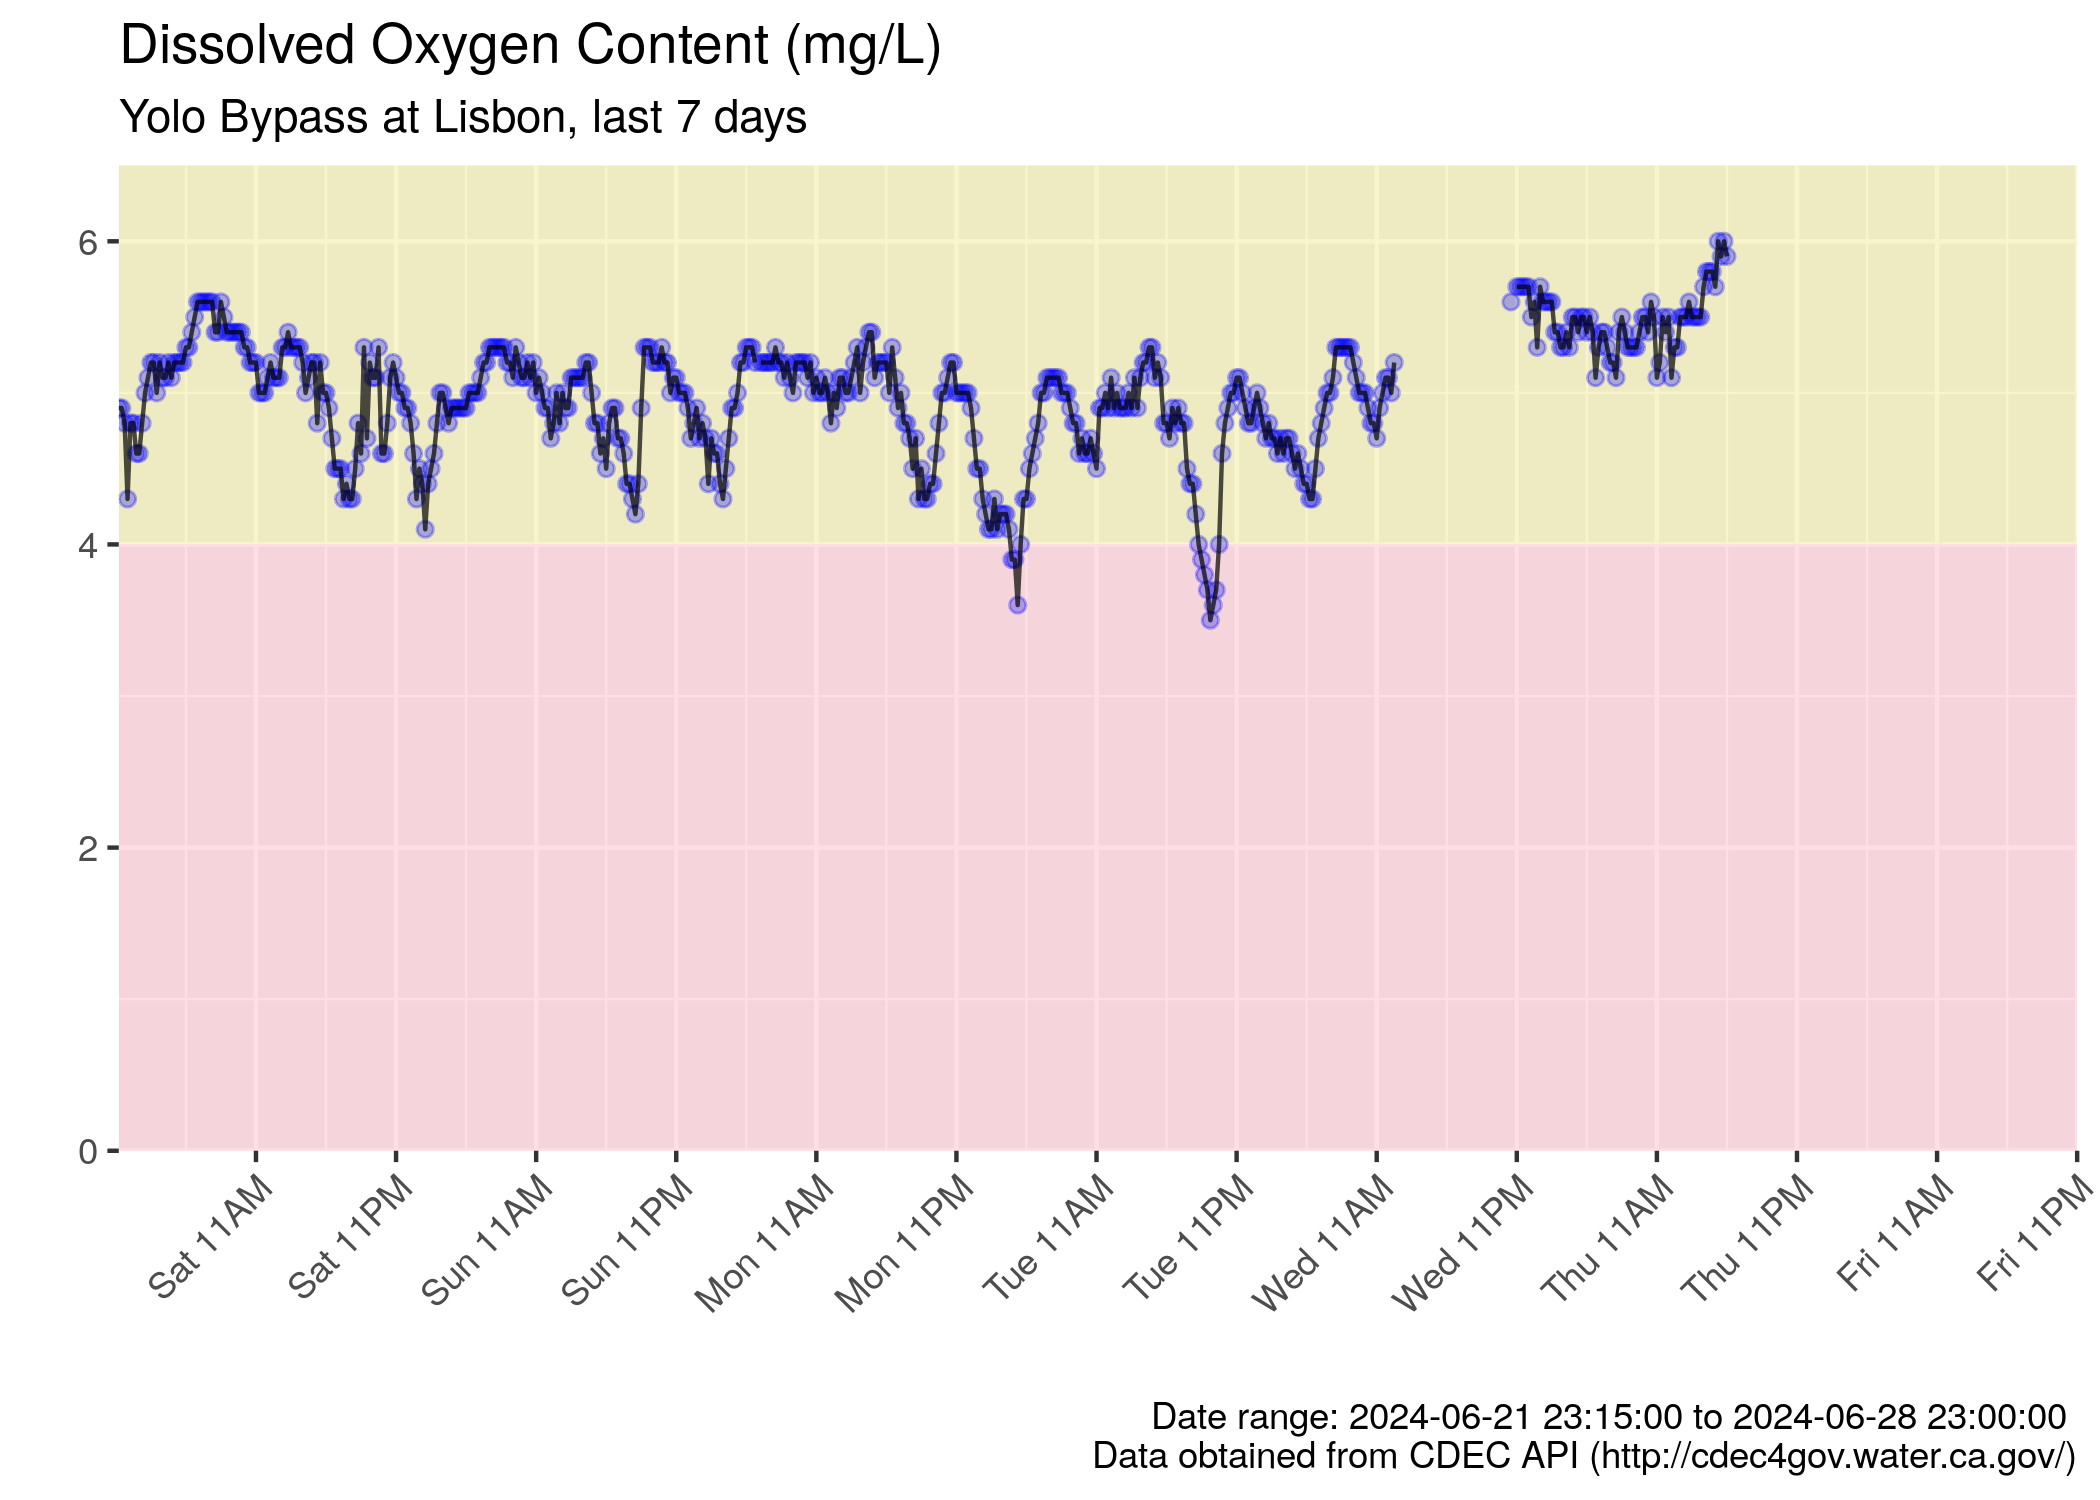 Dissolved Oxygen Content (mg/L)
Yolo Bypass at Lisbon, last 7 days
6
4
2
0
Sat 11AM
Sat 11PM
Sun 11AM
Sun 11PM
Mon 11AM
Mon 11PM
Tue 11AM
Tue 11PM
Wed 11AM
Wed 11PM
Thu 11AM
Thu 11PM
Fri 11AM
Fri 11PM
Date range: 2024-06-21 23:15:00 to 2024-06-28 23:00:00
Data obtained from CDEC API (http://cdec4gov.water.ca.gov/)